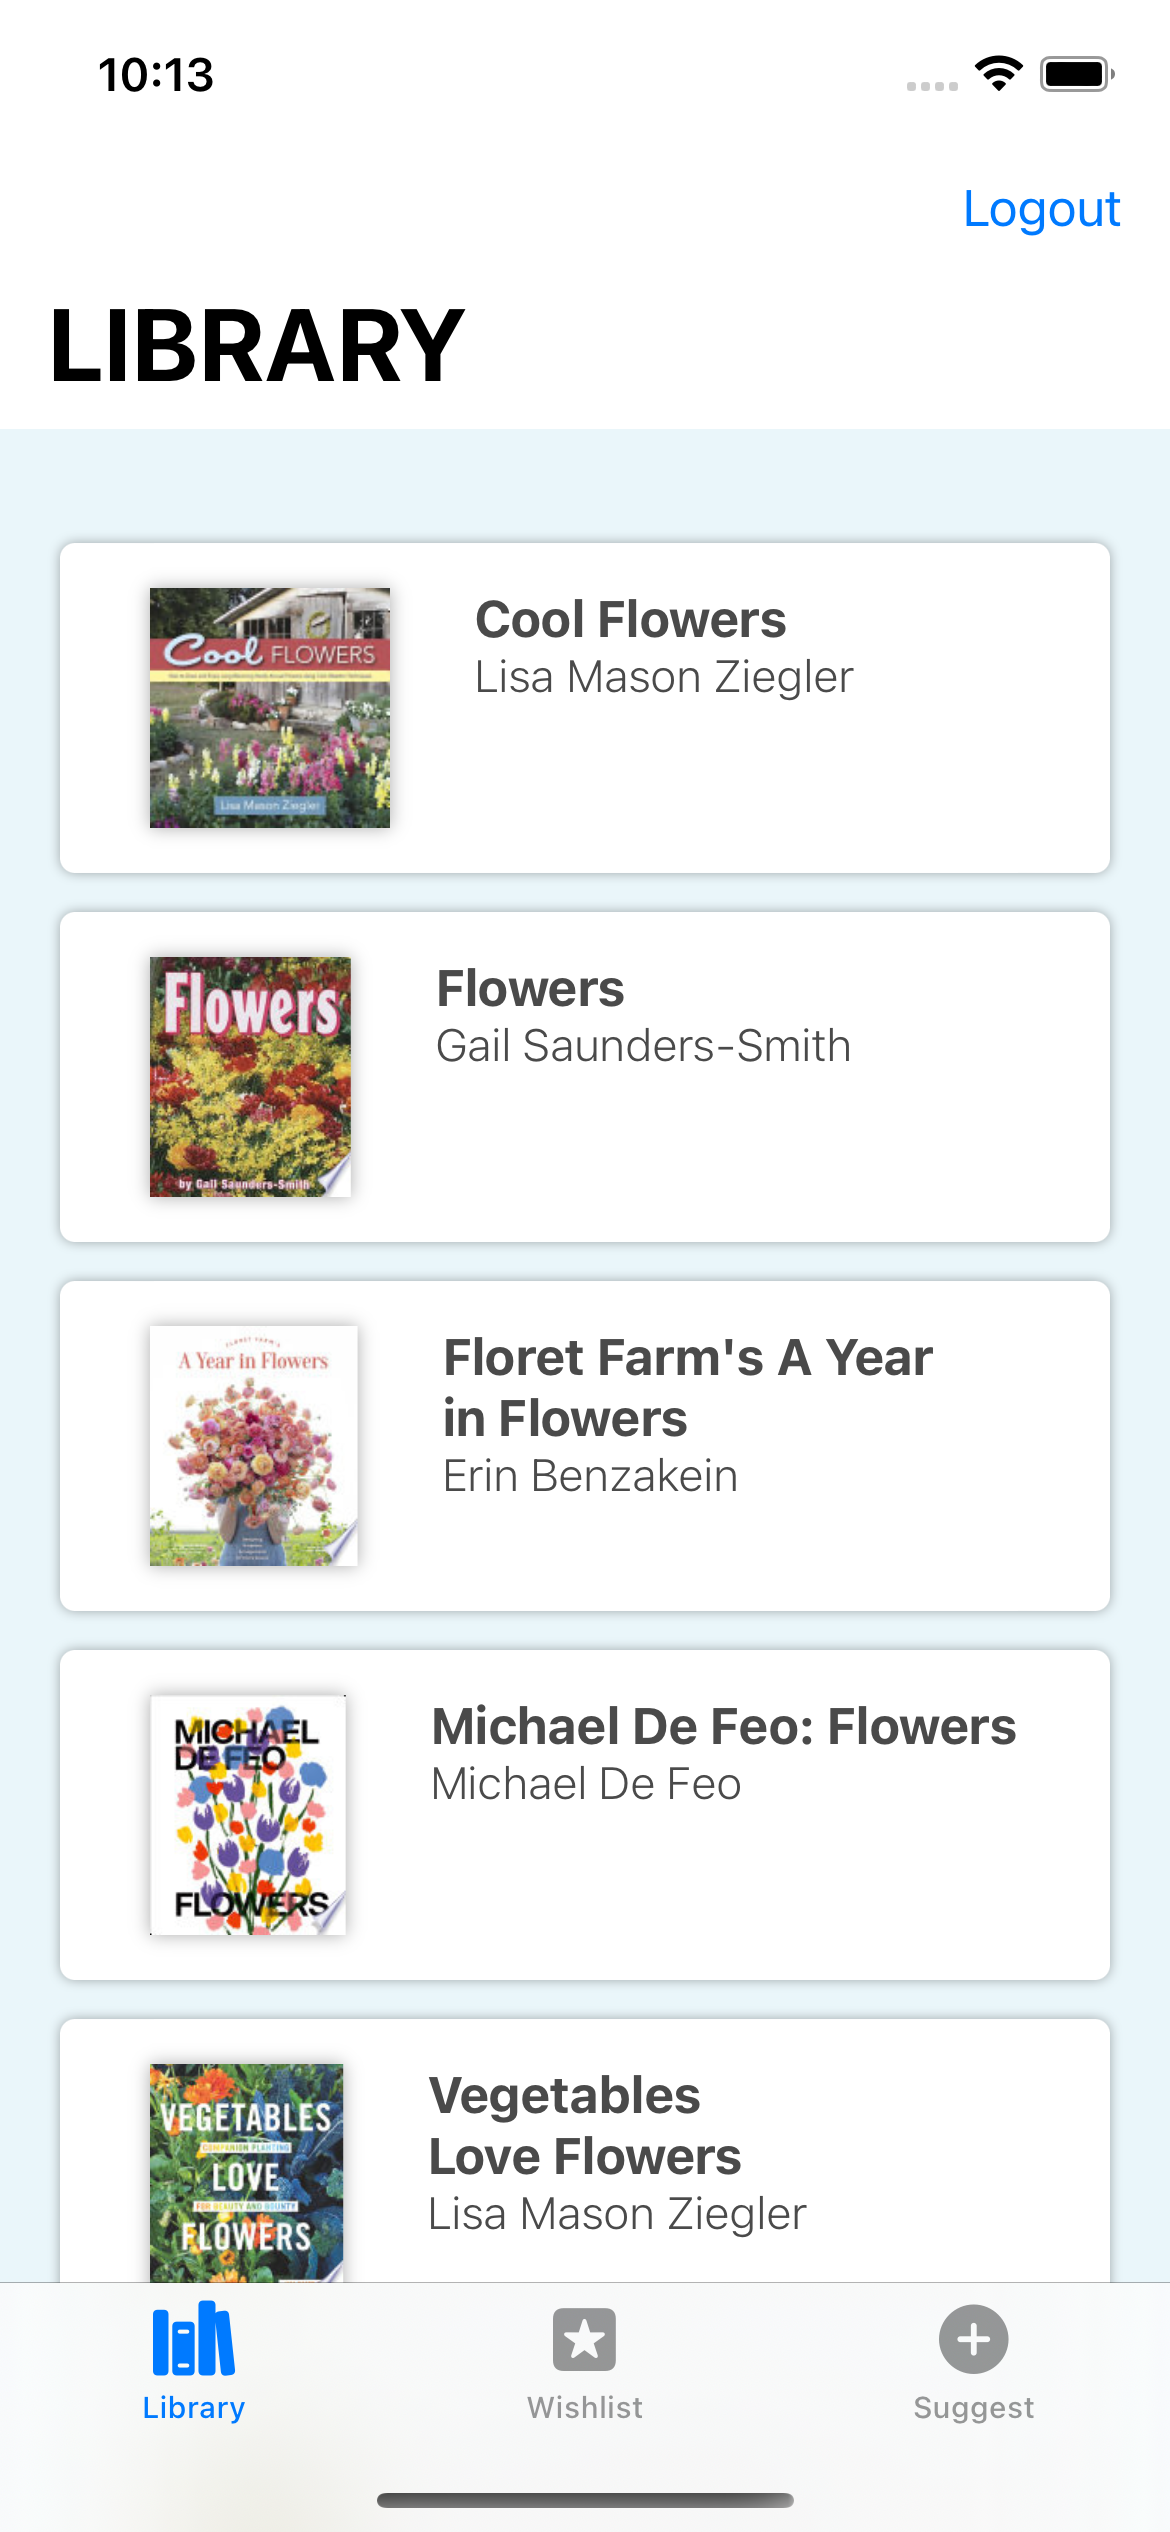 10:13
Logout
LIBRARY
Cool FLOWERS
Lisa Mason Ziegler
Cool Flowers
Lisa Mason Ziegler
Flowers
by Gail Saunders-Smith
Flowers
Gail Saunders-Smith
FLORET FARM'S
A Year in Flowers
Floret Farm's A Year
in Flowers
Erin Benzakein
MICHAEL
DE FEO
FLOWERS
Michael De Feo: Flowers
Michael De Feo
VEGETABLES
COMPANION PLANTING
LOVE
FOR BEAUTY AND BOUNTY
FLOWERS
Vegetables
Love Flowers
Lisa Mason Ziegler
Library
Wishlist
Suggest